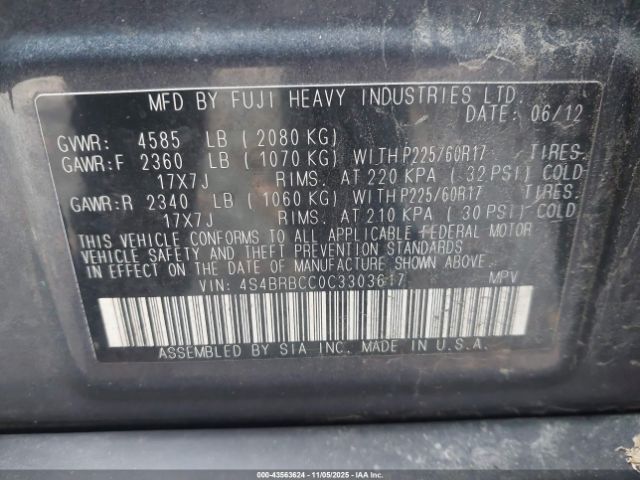 MFD BY FUJI HEAVY INDUSTRIES LTD.
DATE: 06/12
GVWR: 4585 LB (2080 KG)
GAWR:F 2360 LB (1070 KG) WITH P225/60R17 TIRES.
17X7J RIMS. AT 220 KPA (32 PSI) COLD
GAWR:R 2340 LB (1060 KG) WITH P225/60R17 TIRES.
17X7J RIMS. AT 210 KPA (30 PSI) COLD
THIS VEHICLE CONFORMS TO ALL APPLICABLE FEDERAL MOTOR
VEHICLE SAFETY AND THEFT PREVENTION STANDARDS
IN EFFECT ON THE DATE OF MANUFACTURE SHOWN ABOVE.
VIN: 4S4BRBCC0C3303617 MPV
ASSEMBLED BY SIA INC. MADE IN U.S.A.
000-43563624 - 11/05/2025 - IAAI.COM